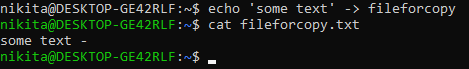 nikita@DESKTOP-GE42RLF:~$ echo 'some text' -> fileforcopy
nikita@DESKTOP-GE42RLF:~$ cat fileforcopy.txt
some text -
nikita@DESKTOP-GE42RLF:~$